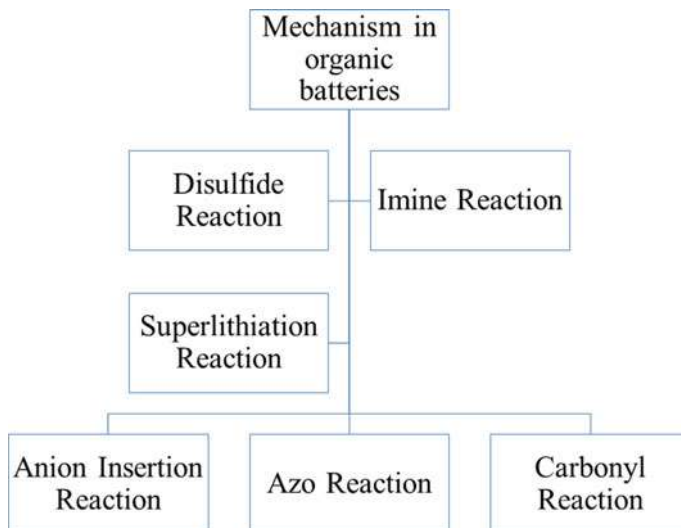 Mechanism in
organic
batteries
Disulfide
Reaction
Imine Reaction
Superlithiation
Reaction
Anion Insertion
Reaction
Azo Reaction
Carbonyl
Reaction